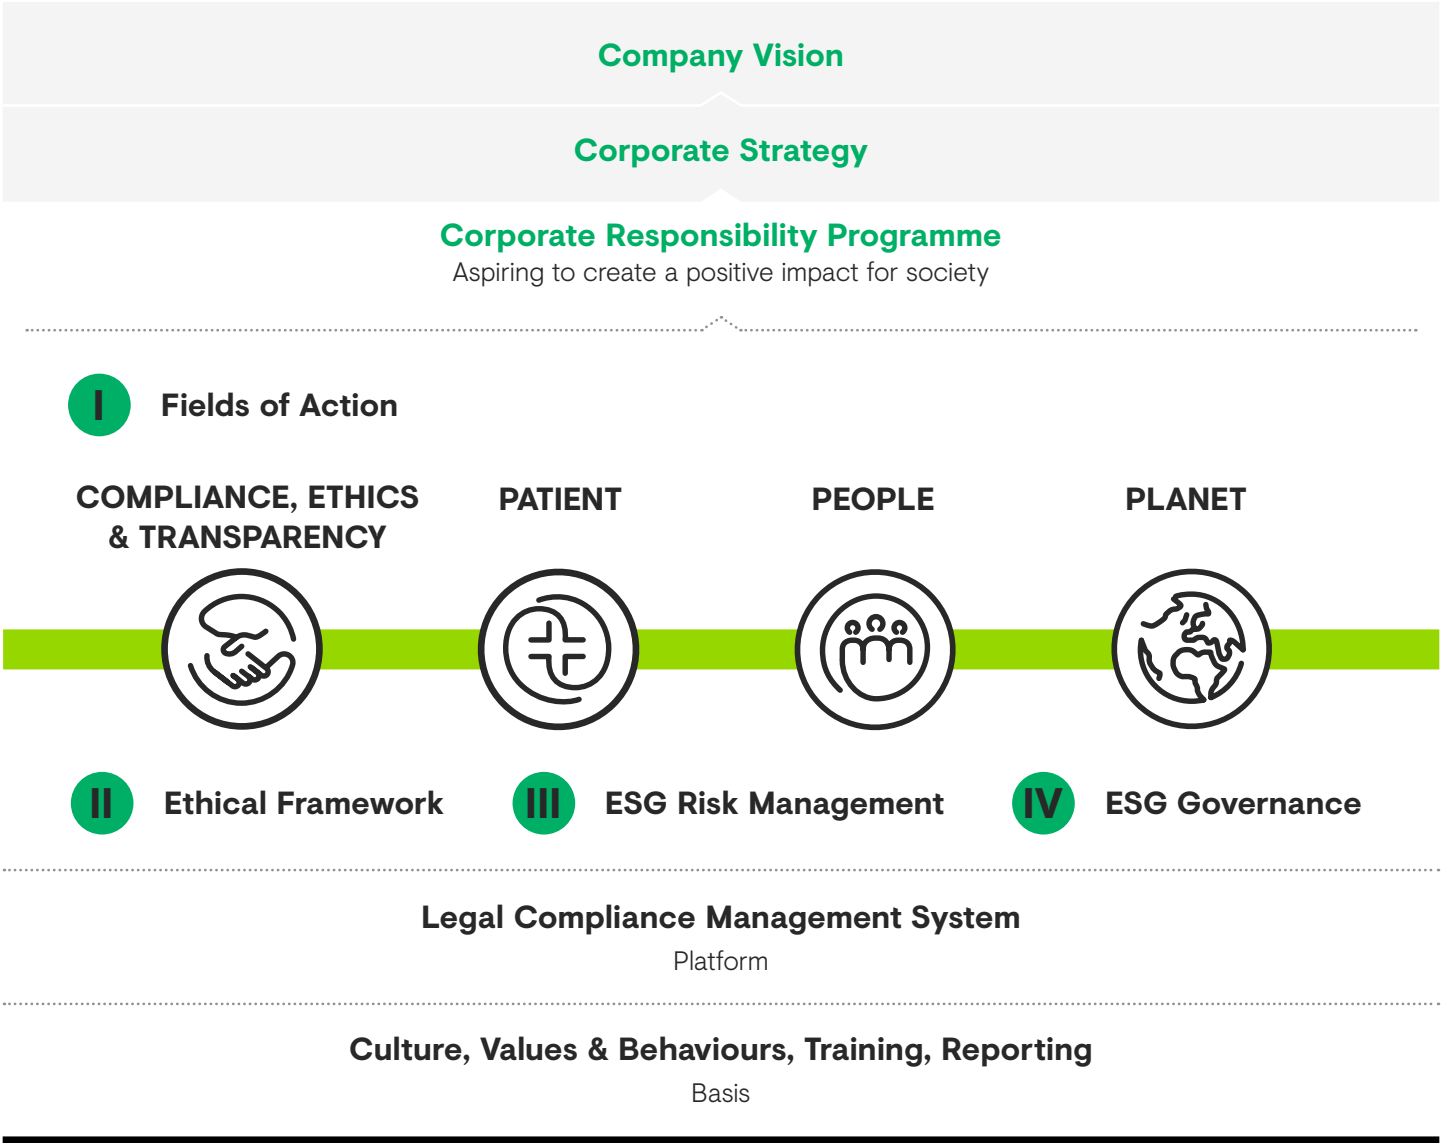 Company Vision
Corporate Strategy
Corporate Responsibility Programme
Aspiring to create a positive impact for society
I Fields of Action
COMPLIANCE, ETHICS
& TRANSPARENCY
PATIENT
PEOPLE
PLANET
II Ethical Framework
III ESG Risk Management
IV ESG Governance
Legal Compliance Management System
Platform
Culture, Values & Behaviours, Training, Reporting
Basis